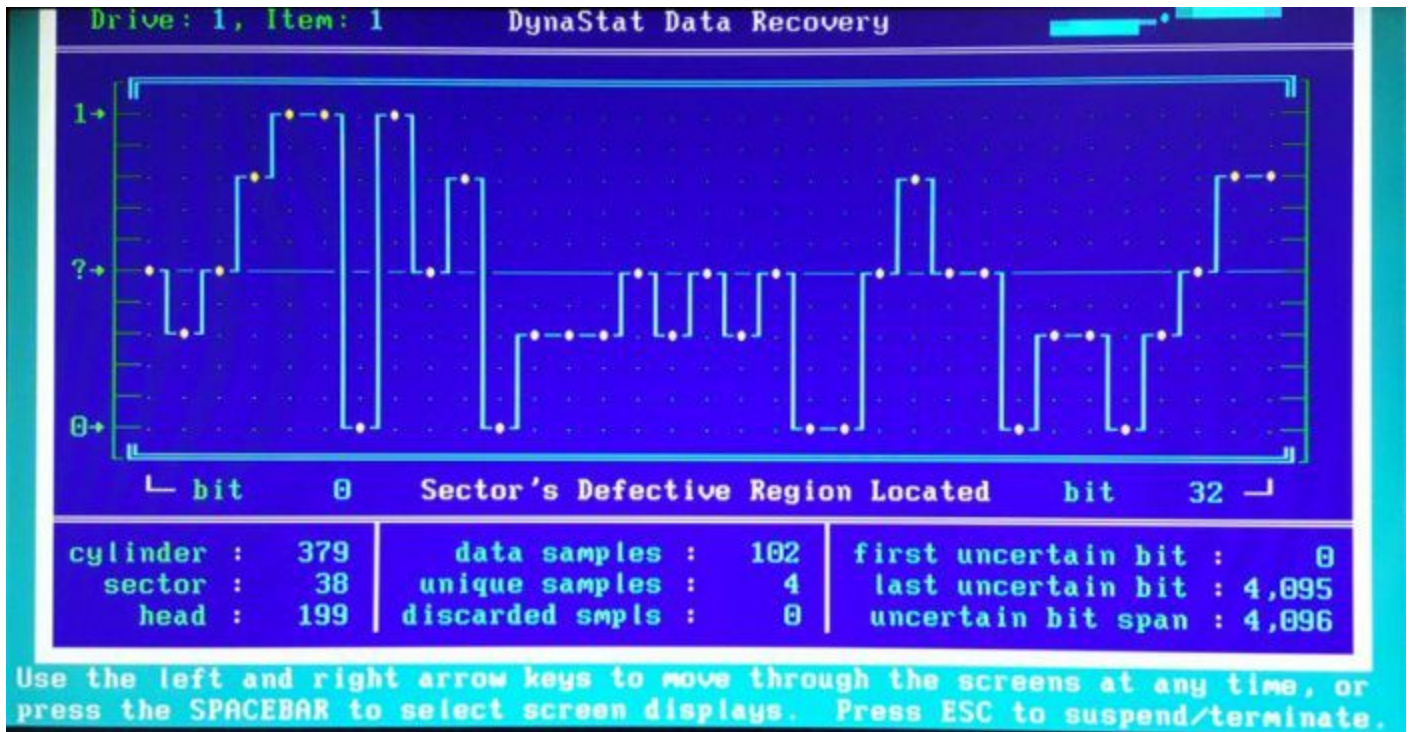 Drive: 1, Item: 1 DynaStat Data Recovery
1→
?→
0→
bit 0 Sector's Defective Region Located bit 32
cylinder : 379 data samples : 102 first uncertain bit : 0
sector : 38 unique samples : 4 last uncertain bit : 4,095
head : 199 discarded smpls : 0 uncertain bit span : 4,096
Use the left and right arrow keys to move through the screens at any time, or
press the SPACEBAR to select screen displays. Press ESC to suspend/terminate.